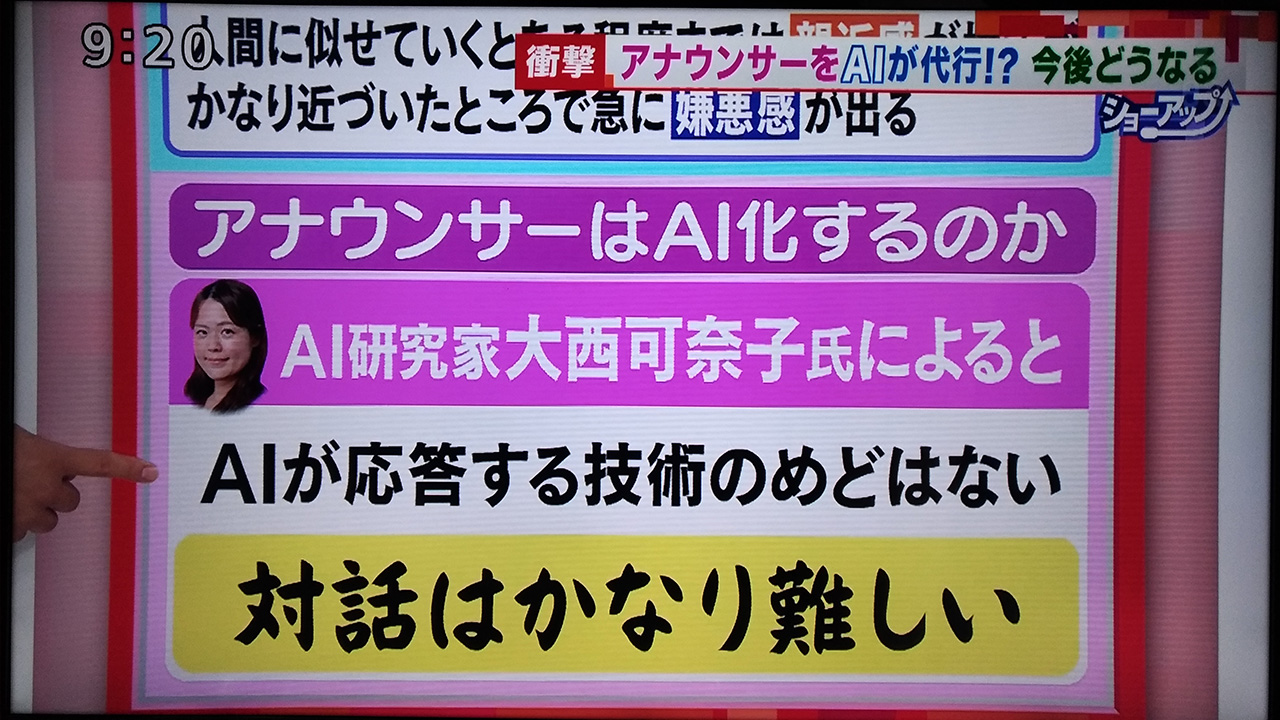 9:20
人間に似せていくとある程度までは親近感が
衝撃 アナウンサーをAIが代行!? 今後どうなる
ショーアップ
かなり近づいたところで急に嫌悪感が出る
アナウンサーはAI化するのか
AI研究家大西可奈子氏によると
AIが応答する技術のめどはない
対話はかなり難しい